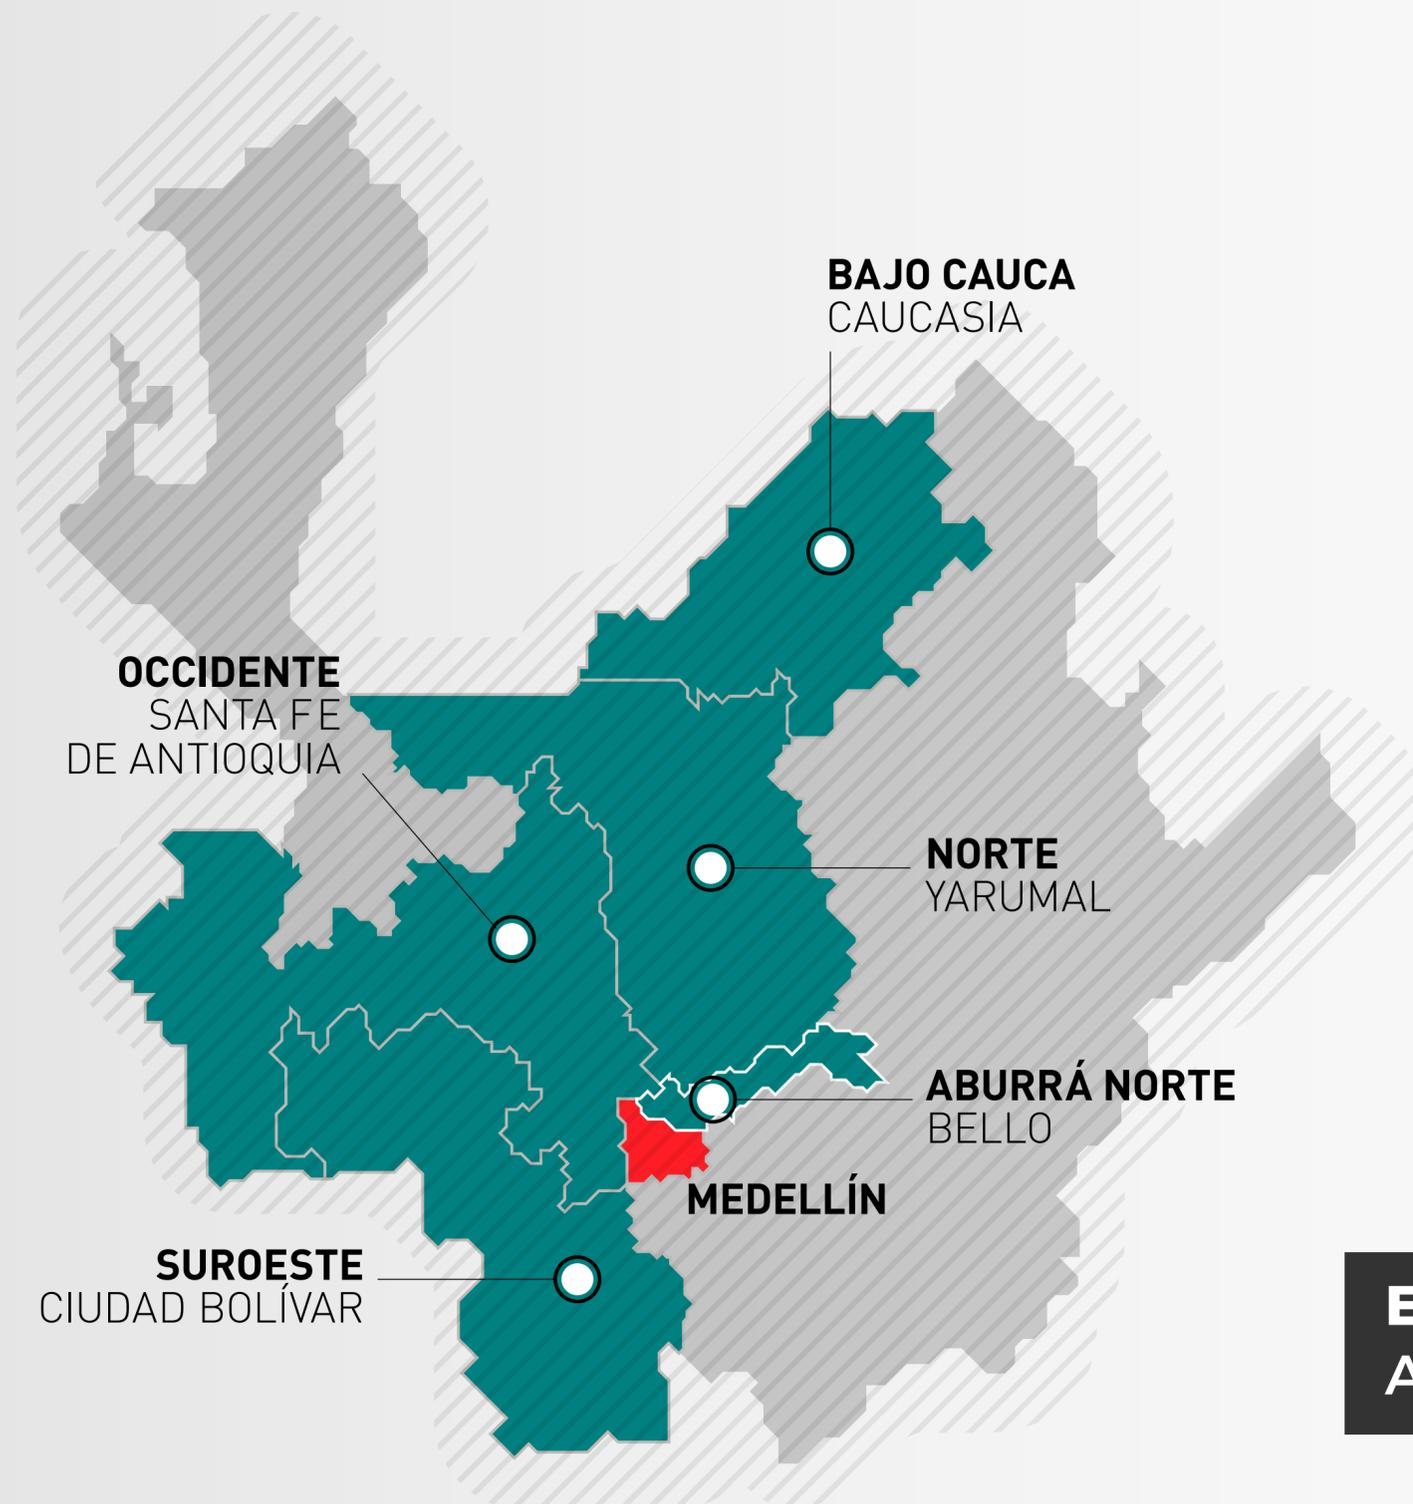 BAJO CAUCA
CAUCASIA
OCCIDENTE
SANTA FE
DE ANTIOQUIA
NORTE
YARUMAL
ABURRÁ NORTE
BELLO
MEDELLÍN
SUROESTE
CIUDAD BOLÍVAR